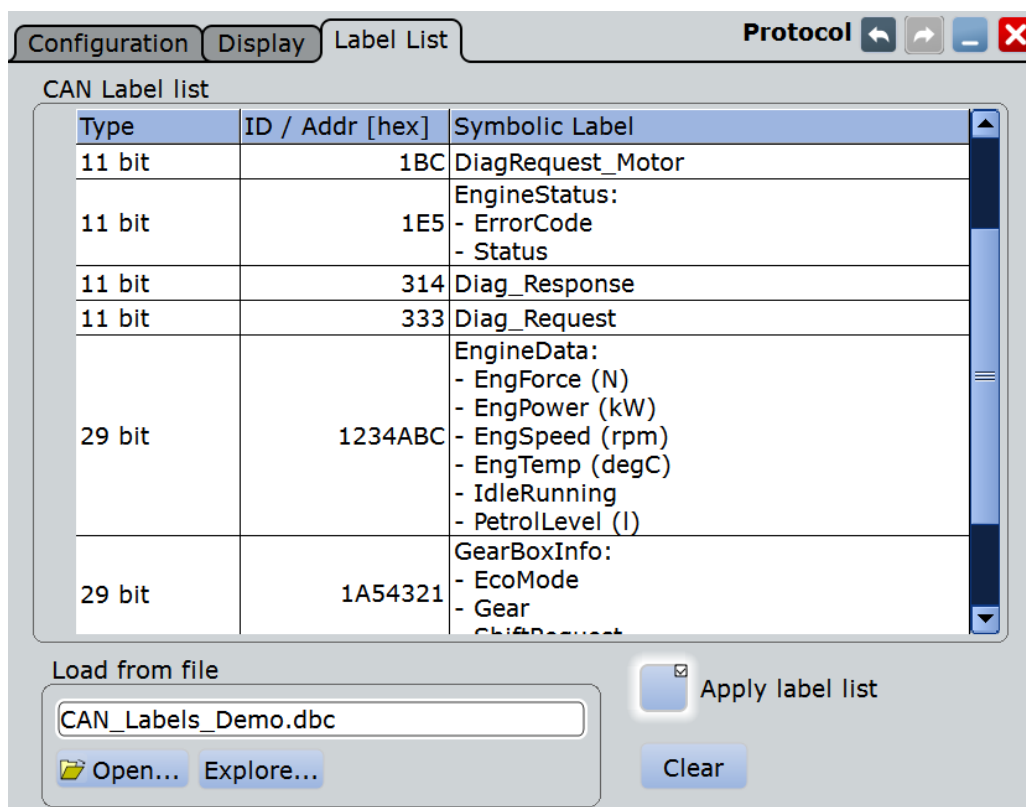 Configuration Display Label List Protocol
CAN Label list
Type ID / Addr [hex] Symbolic Label
11 bit 1BC DiagRequest_Motor
11 bit 1E5 EngineStatus:
- ErrorCode
- Status
11 bit 314 Diag_Response
11 bit 333 Diag_Request
29 bit 1234ABC EngineData:
- EngForce (N)
- EngPower (kW)
- EngSpeed (rpm)
- EngTemp (degC)
- IdleRunning
- PetrolLevel (l)
29 bit 1A54321 GearBoxInfo:
- EcoMode
- Gear
- ShiftRequest
Load from file
CAN_Labels_Demo.dbc
Open... Explore...
Apply label list
Clear